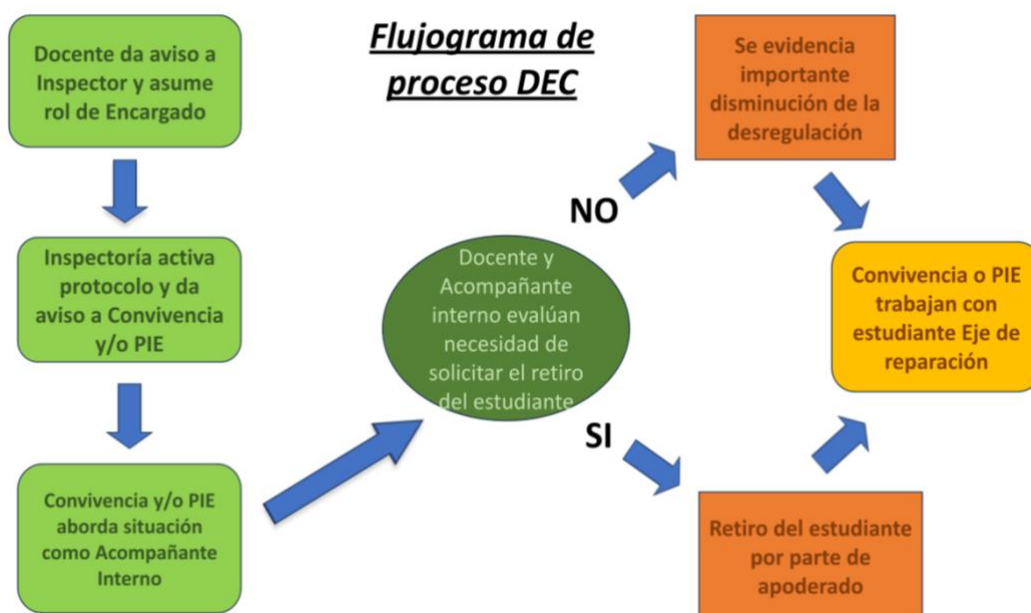 Flujograma de
proceso DEC
Docente da aviso a
Inspector y asume
rol de Encargado
Inspectoría activa
protocolo y da
aviso a Convivencia
y/o PIE
Convivencia y/o PIE
aborda situación
como Acompañante
Interno
Docente y
Acompañante
interno evalúan
necesidad de
solicitar el retiro
del estudiante
NO
Se evidencia
importante
disminución de la
desregulación
SI
Retiro del estudiante
por parte de
apoderado
Convivencia o PIE
trabajan con
estudiante Eje de
reparación